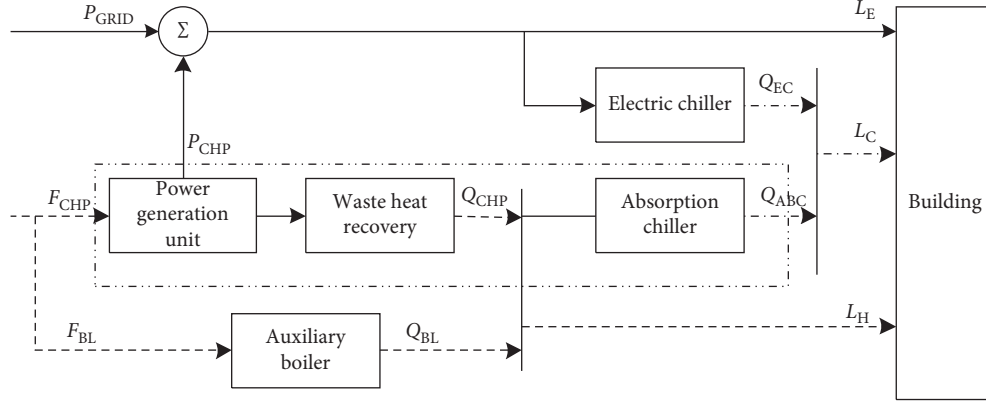 P_GRID
Σ
L_E
Electric chiller
Q_EC
P_CHP
L_C
F_CHP
Power
generation
unit
Waste heat
recovery
Q_CHP
Absorption
chiller
Q_ABC
Building
F_BL
Auxiliary
boiler
Q_BL
L_H